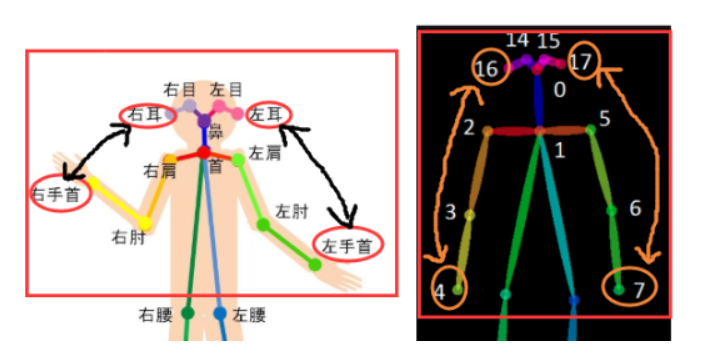 右目 左目
右耳 左耳
鼻
右肩 首 左肩
右手首
右肘 左肘
左手首
右腰 左腰
14 15
16 17
0
2 5
1
3 6
4 7